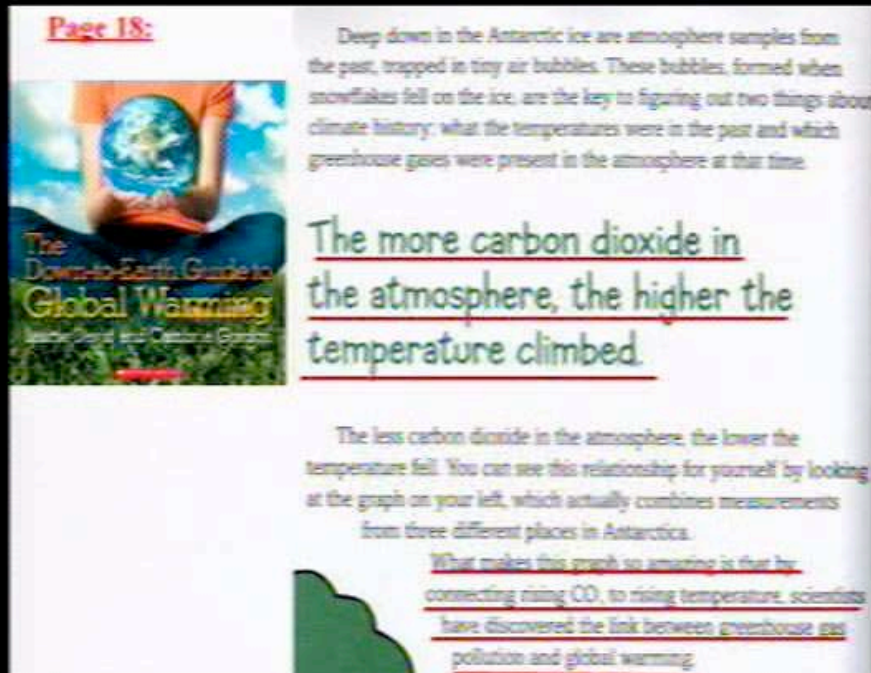 Page 18:
The
Down-to-Earth Guide to
Global Warming
Deep down in the Antarctic ice are atmosphere samples from
the past, trapped in tiny air bubbles. These bubbles, formed when
snowflakes fell on the ice, are the key to figuring out two things about
climate history: what the temperatures were in the past and which
greenhouse gases were present in the atmosphere at that time.
The more carbon dioxide in
the atmosphere, the higher the
temperature climbed.
The less carbon dioxide in the atmosphere, the lower the
temperature fell. You can see this relationship for yourself by looking
at the graph on your left, which actually combines measurements
from three different places in Antarctica.
What makes this graph so amazing is that by
connecting rising CO₂ to rising temperature, scientists
have discovered the link between greenhouse gas
pollution and global warming.